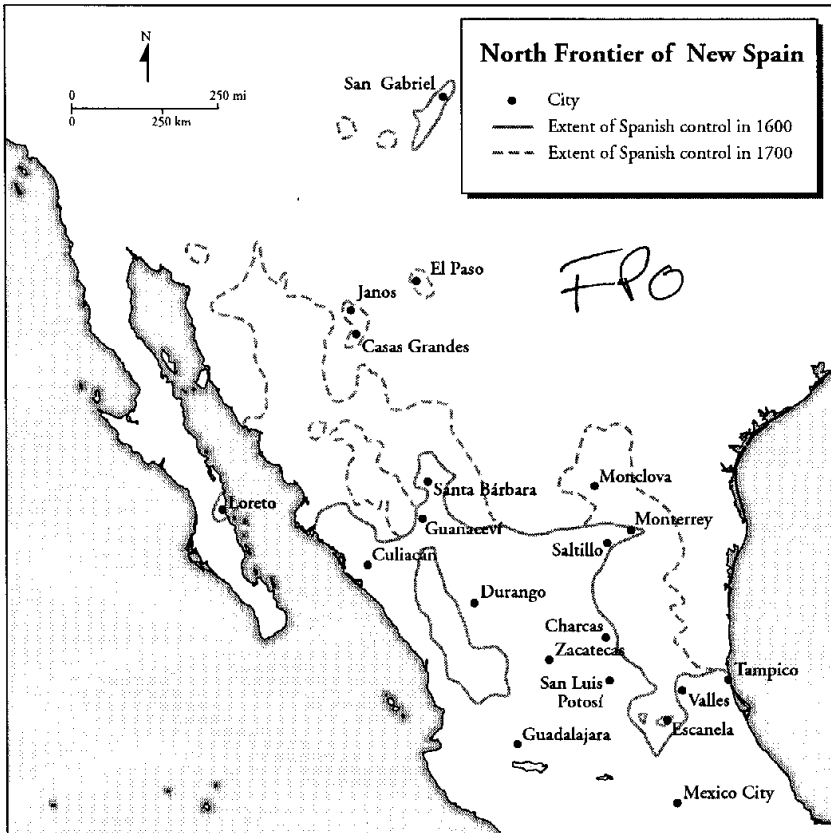 North Frontier of New Spain
City
Extent of Spanish control in 1600
Extent of Spanish control in 1700
N
0
250 mi
0
250 km
San Gabriel
FPO
El Paso
Janos
Casas Grandes
Santa Bárbara
Monclova
Loreto
Guanaceví
Monterrey
Culiacán
Saltillo
Durango
Charcas
Zacatecas
San Luis
Potosí
Tampico
Valles
Escanela
Guadalajara
Mexico City